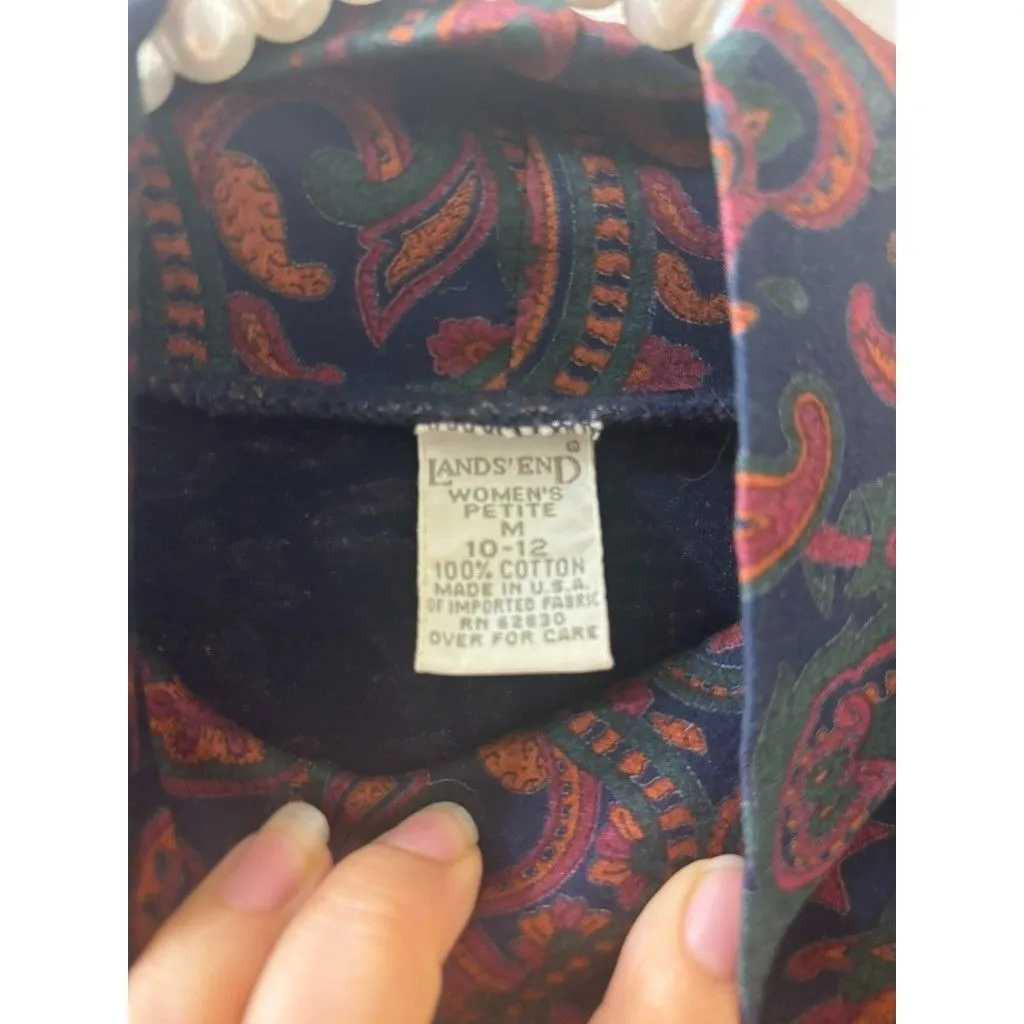 LANDS' END
WOMEN'S
PETITE
M
10-12
100% COTTON
MADE IN U.S.A.
OF IMPORTED FABRIC
RN 62830
OVER FOR CARE